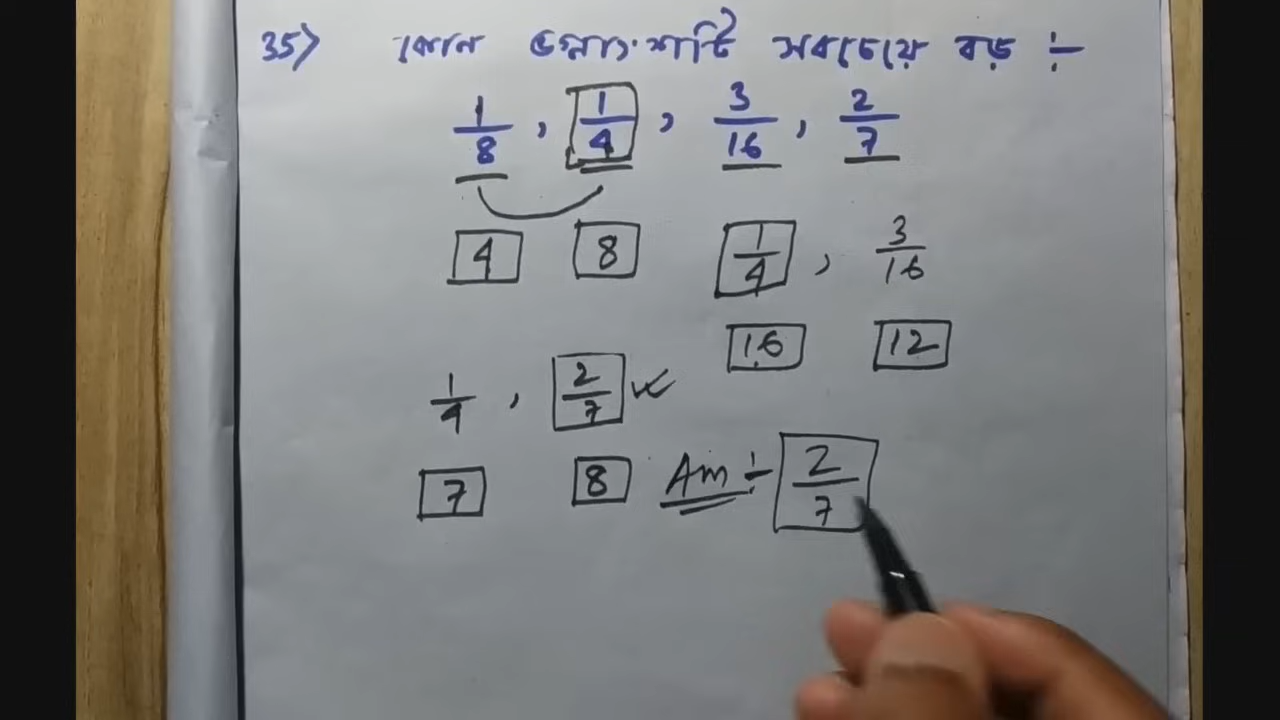 35) কোন ভগ্নাংশটি সবচেয়ে বড় ÷
1/8 , 1/4 , 3/16 , 2/7
4 8 1/4 , 3/16
16 12
1/4 , 2/7
7 8 Ans ÷ 2/7